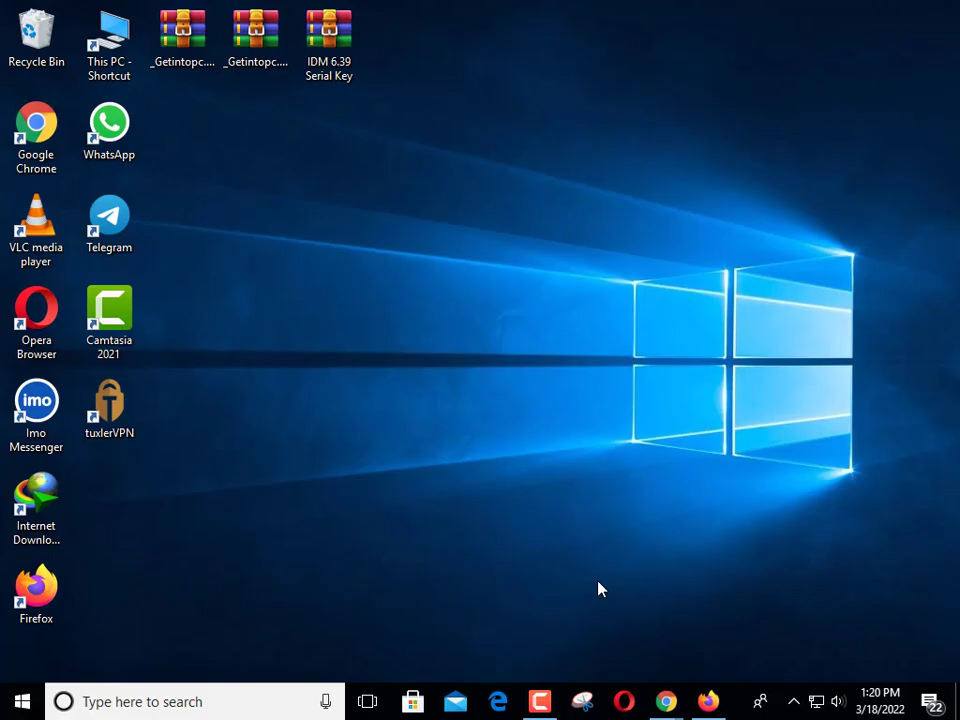 Recycle Bin
This PC -
Shortcut
_Getintopc....
_Getintopc....
IDM 6.39
Serial Key
Google
Chrome
WhatsApp
VLC media
player
Telegram
Opera
Browser
Camtasia
2021
imo
Imo
Messenger
tuxlerVPN
Internet
Downlo...
Firefox
Type here to search
1:20 PM
3/18/2022
22